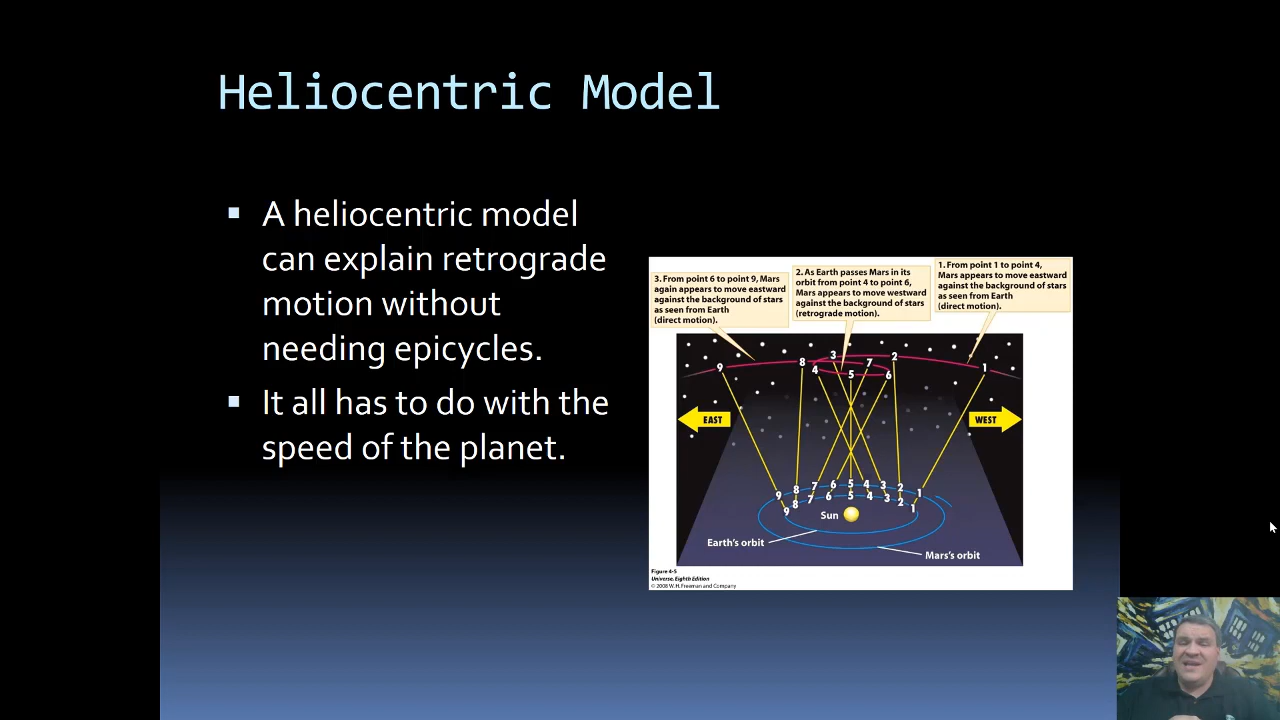 Heliocentric Model
▪ A heliocentric model
can explain retrograde
motion without
needing epicycles.
▪ It all has to do with the
speed of the planet.
3. From point 6 to point 9, Mars
again appears to move eastward
against the background of stars
as seen from Earth
(direct motion).
2. As Earth passes Mars in its
orbit from point 4 to point 6,
Mars appears to move westward
against the background of stars
(retrograde motion).
1. From point 1 to point 4,
Mars appears to move eastward
against the background of stars
as seen from Earth
(direct motion).
9 8 3 7 2 1
4 5 6
EAST
WEST
9 8 7 6 5 4 3 2 1
9 8 7 6 5 4 3 2 1
Sun
Earth's orbit
Mars's orbit
Figure 4-5
Universe, Eighth Edition
© 2008 W.H. Freeman and Company